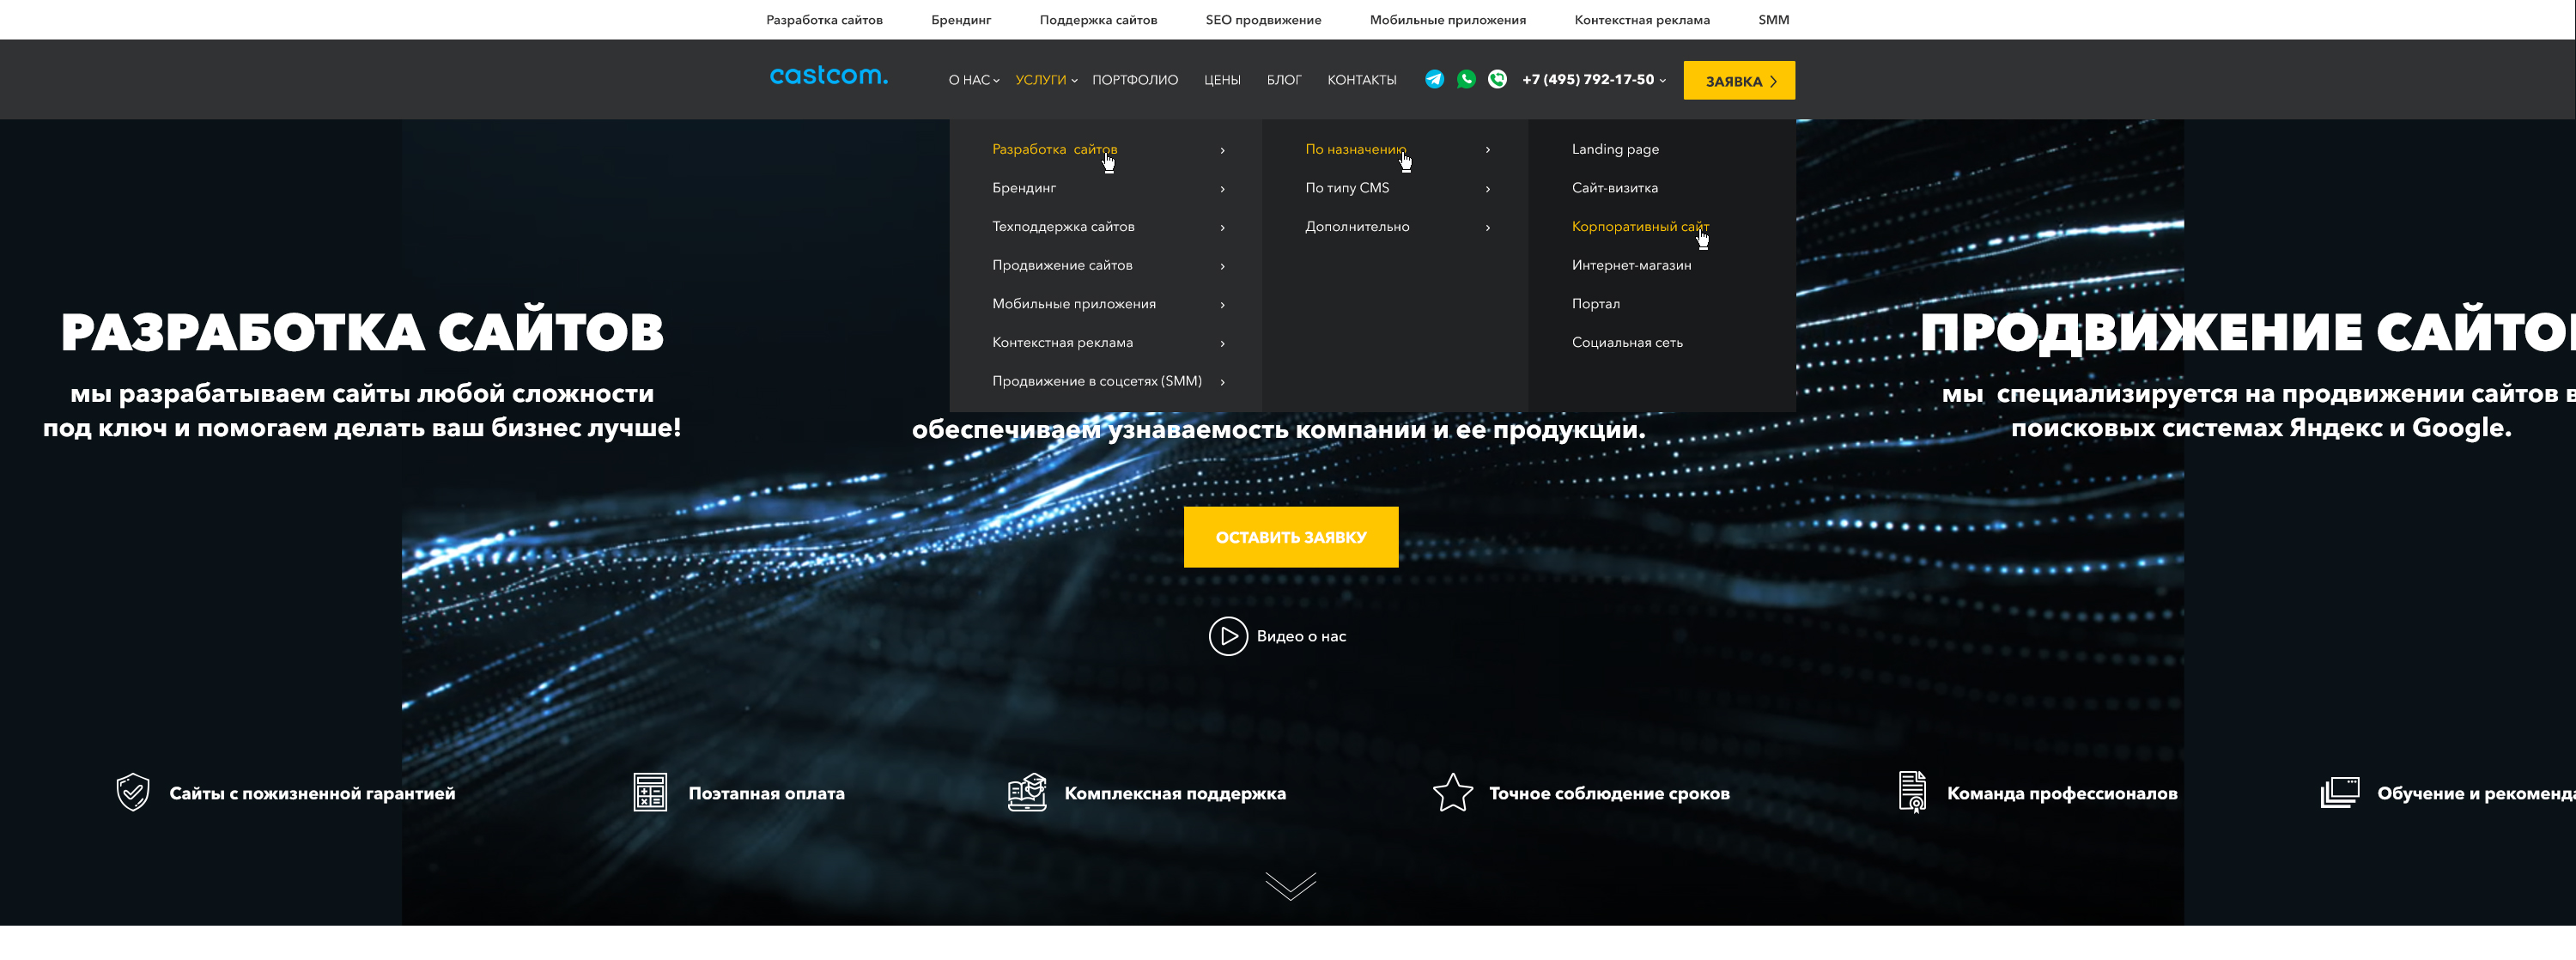 Разработка сайтов Брендинг Поддержка сайтов SEO продвижение Мобильные приложения Контекстная реклама SMM
castcom. О НАС УСЛУГИ ПОРТФОЛИО ЦЕНЫ БЛОГ КОНТАКТЫ +7 (495) 792-17-50 ЗАЯВКА
Разработка сайтов
Брендинг
Техподдержка сайтов
Продвижение сайтов
Мобильные приложения
Контекстная реклама
Продвижение в соцсетях (SMM)
По назначению
По типу CMS
Дополнительно
Landing page
Сайт-визитка
Корпоративный сайт
Интернет-магазин
Портал
Социальная сеть
РАЗРАБОТКА САЙТОВ
мы разрабатываем сайты любой сложности
под ключ и помогаем делать ваш бизнес лучше!
обеспечиваем узнаваемость компании и ее продукции.
ПРОДВИЖЕНИЕ
мы специализируется на продвижении сайтов в
поисковых системах Яндекс и Google.
ОСТАВИТЬ ЗАЯВКУ
Видео о нас
Сайты с пожизненной гарантией
Поэтапная оплата
Комплексная поддержка
Точное соблюдение сроков
Команда профессионалов
Обучение и